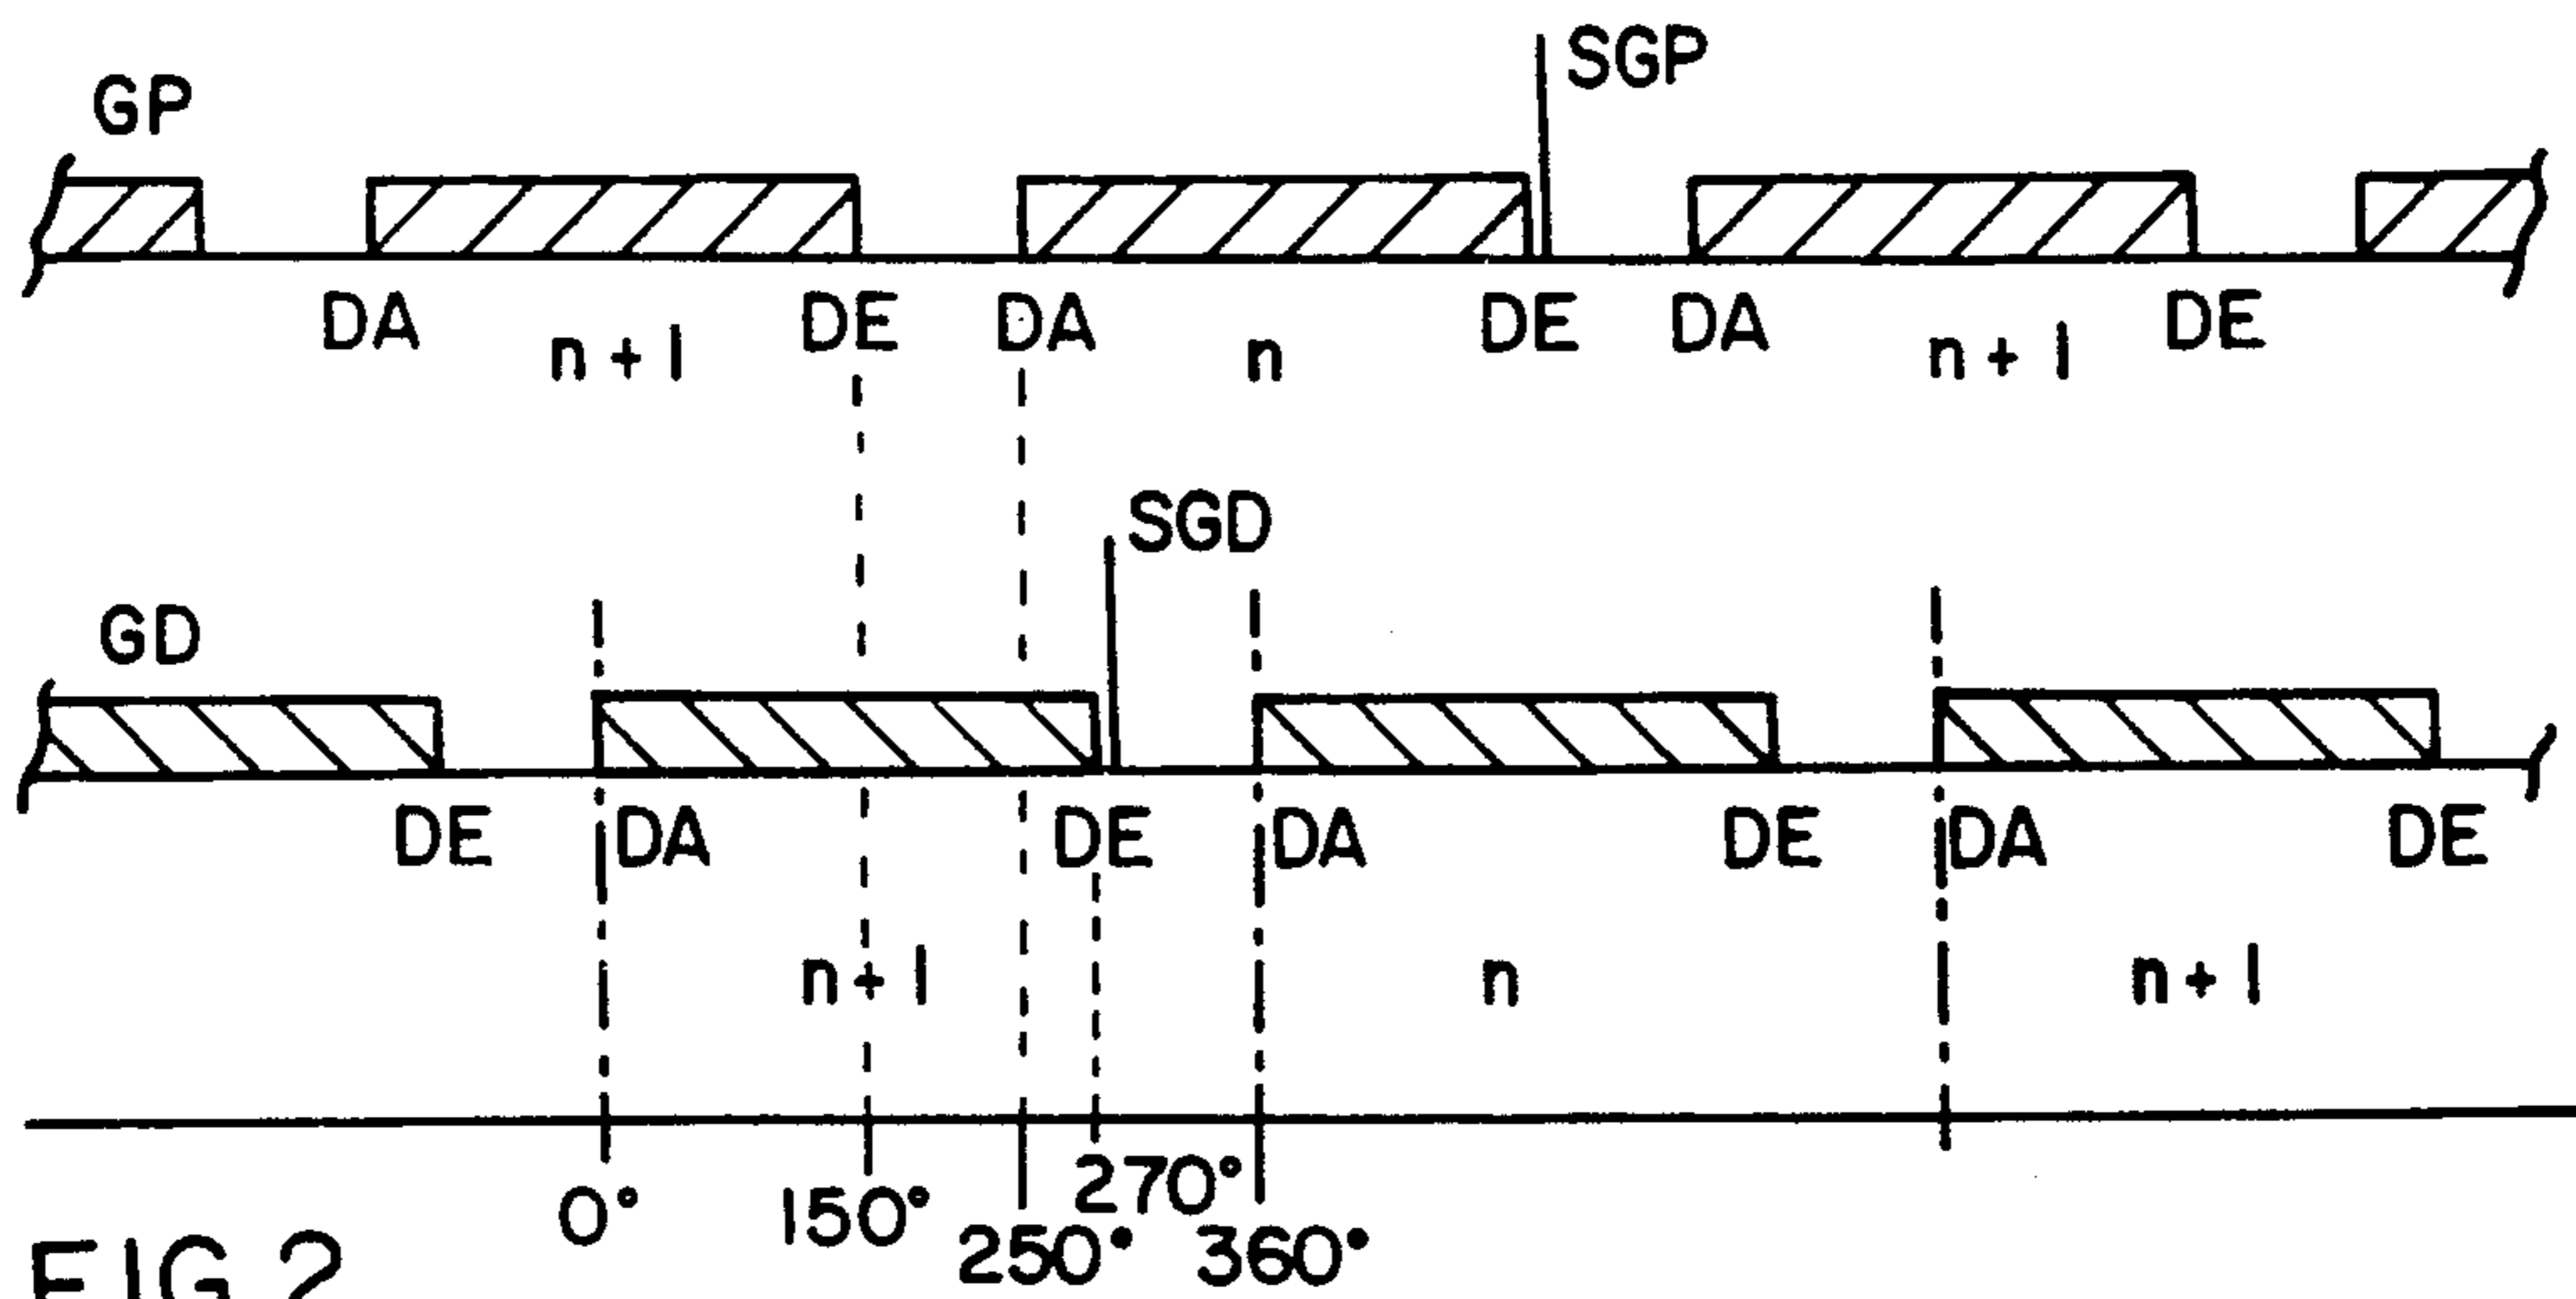 SGP
GP
DA DE DA DE DA DE
n + 1 n n + 1
SGD
GD
DE DA DE DA DE DA DE
n + 1 n n + 1
0° 150° 250° 270° 360°
FIG. 2